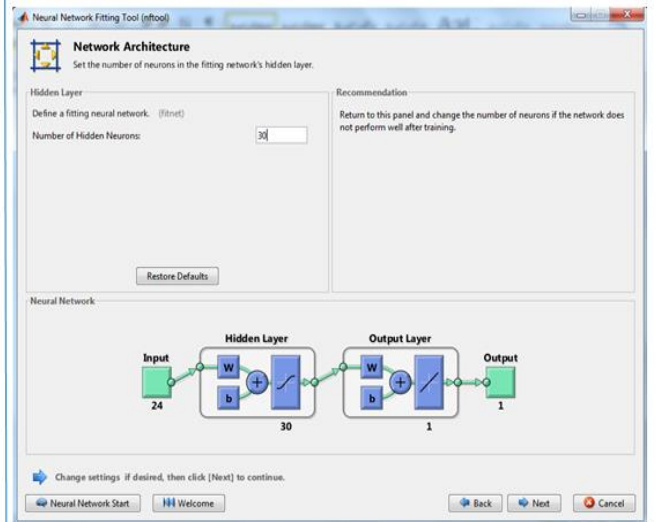 Neural Network Fitting Tool (nftool)
Network Architecture
Set the number of neurons in the fitting network's hidden layer.
Hidden Layer
Define a fitting neural network. (fitnet)
Number of Hidden Neurons: 30
Restore Defaults
Recommendation
Return to this panel and change the number of neurons if the network does
not perform well after training.
Neural Network
Hidden Layer Output Layer
Input Output
W W
b b
24 1
30 1
Change settings if desired, then click [Next] to continue.
Neural Network Start Welcome Back Next Cancel